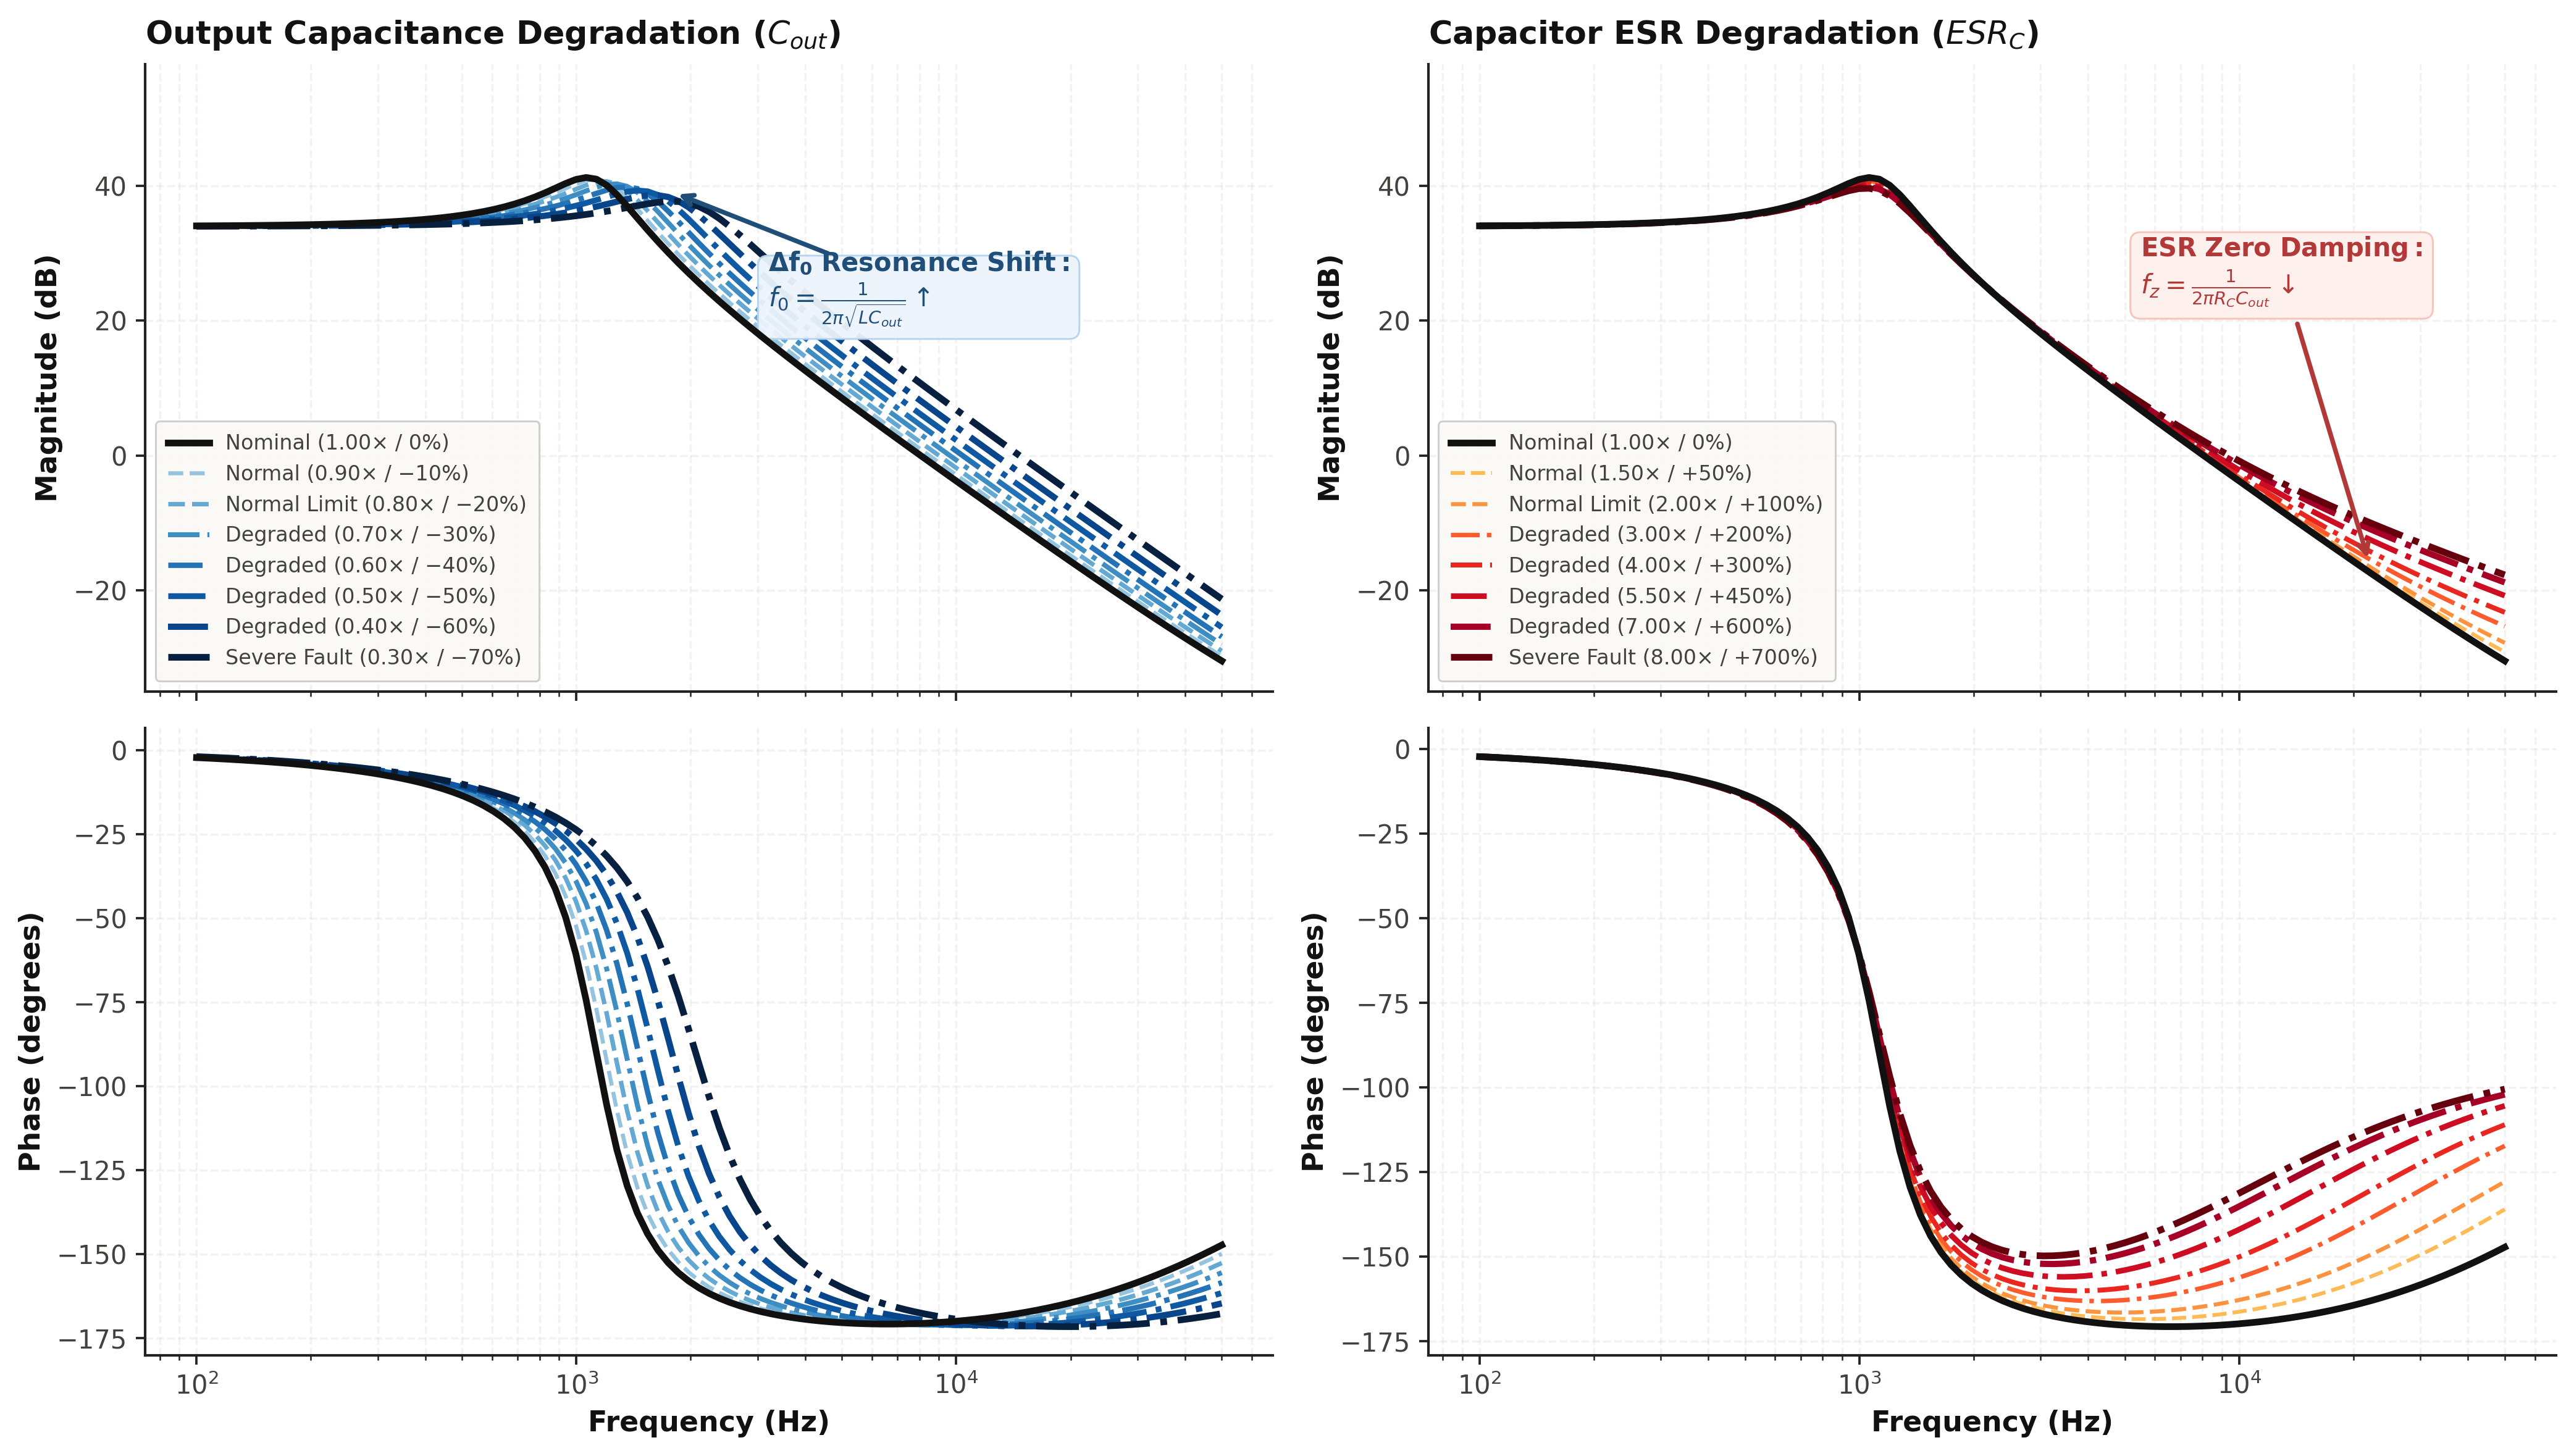 Output Capacitance Degradation (C_out)
Magnitude (dB)
40
20
0
−20
Δf₀ Resonance Shift:
f₀ = 1 / 2π√LC_out ↑
Nominal (1.00× / 0%)
Normal (0.90× / −10%)
Normal Limit (0.80× / −20%)
Degraded (0.70× / −30%)
Degraded (0.60× / −40%)
Degraded (0.50× / −50%)
Degraded (0.40× / −60%)
Severe Fault (0.30× / −70%)
Capacitor ESR Degradation (ESR_C)
Magnitude (dB)
40
20
0
−20
ESR Zero Damping:
f_z = 1 / 2πR_C C_out ↓
Nominal (1.00× / 0%)
Normal (1.50× / +50%)
Normal Limit (2.00× / +100%)
Degraded (3.00× / +200%)
Degraded (4.00× / +300%)
Degraded (5.50× / +450%)
Degraded (7.00× / +600%)
Severe Fault (8.00× / +700%)
Phase (degrees)
0
−25
−50
−75
−100
−125
−150
−175
10² 10³ 10⁴
Frequency (Hz)
Phase (degrees)
0
−25
−50
−75
−100
−125
−150
−175
10² 10³ 10⁴
Frequency (Hz)